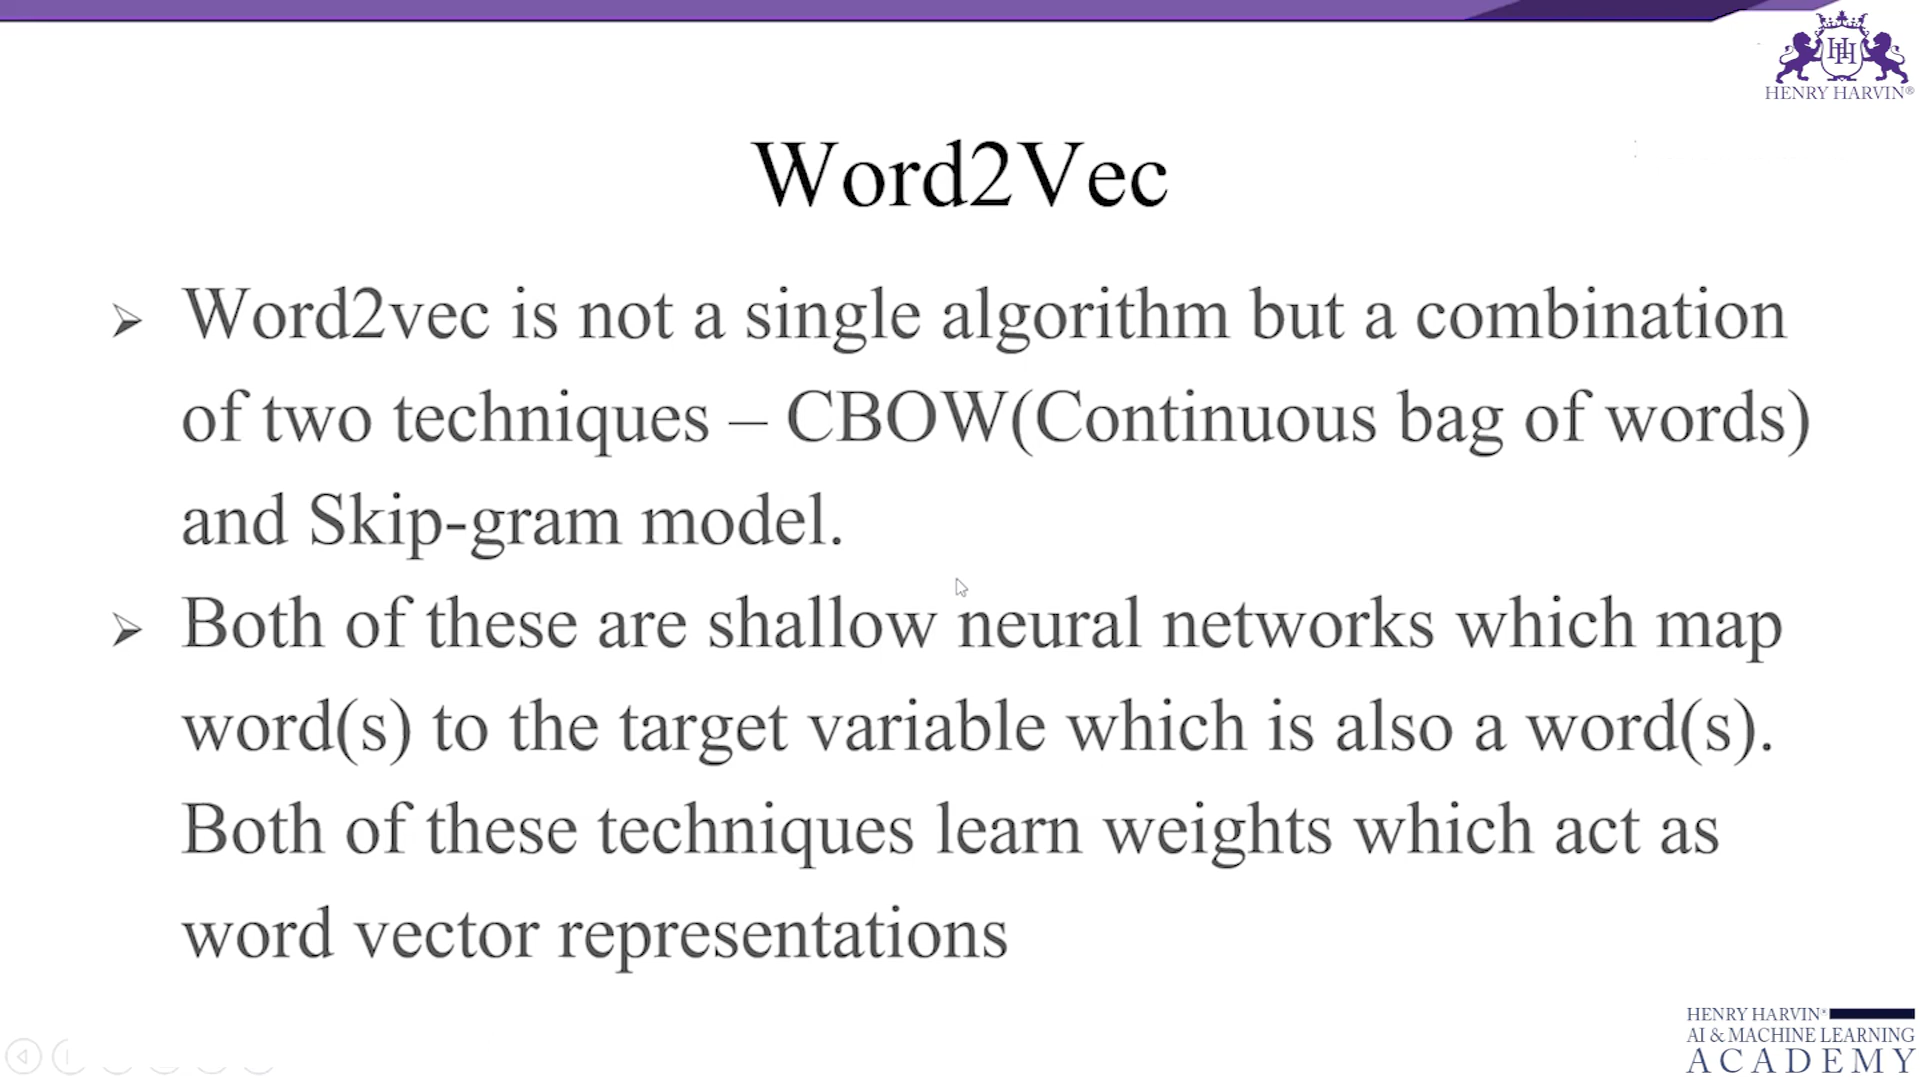 HENRY HARVIN®
Word2Vec
➢ Word2vec is not a single algorithm but a combination
of two techniques – CBOW(Continuous bag of words)
and Skip-gram model.
➢ Both of these are shallow neural networks which map
word(s) to the target variable which is also a word(s).
Both of these techniques learn weights which act as
word vector representations
HENRY HARVIN®
AI & MACHINE LEARNING
ACADEMY